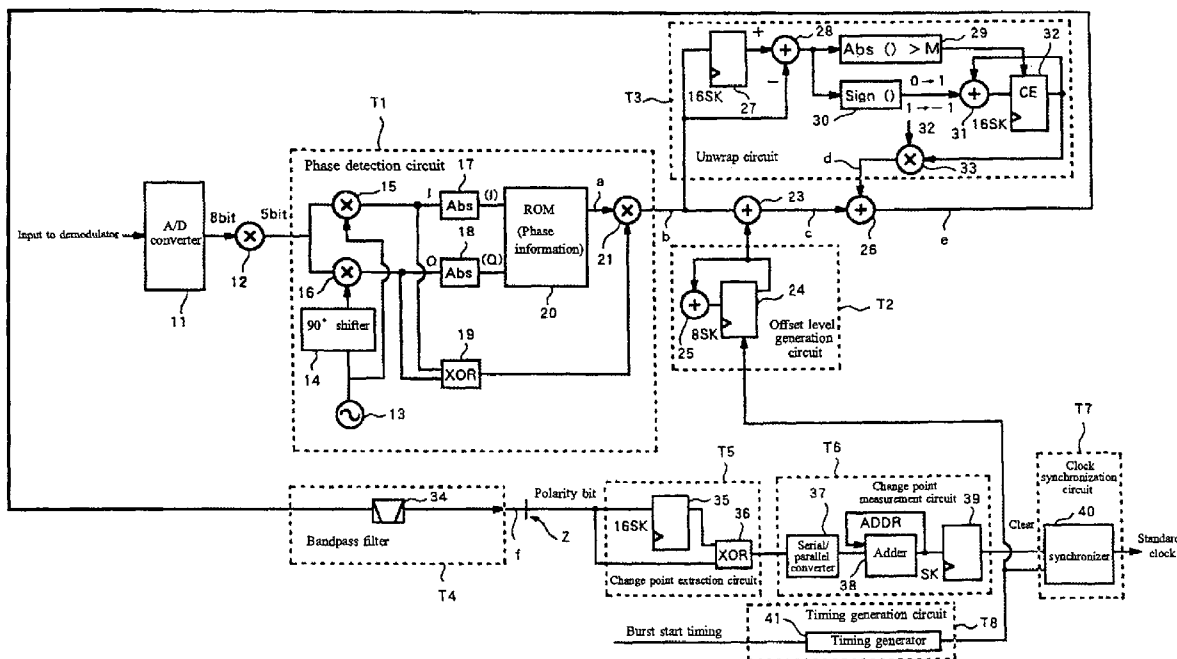 T3
16SK
27
+
−
28
Abs () > M
29
32
Sign ()
30
0→1
1→−1
31
16SK
CE
32
33
d
Unwrap circuit
T1
Phase detection circuit
Input to demodulator
A/D
converter
11
8bit
5bit
12
15
16
90° shifter
14
13
I
Q
17
Abs
(I)
18
Abs
(Q)
ROM
(Phase
information)
20
19
XOR
a
21
b
23
c
26
e
25
8SK
24
Offset level
generation
circuit
T2
34
Bandpass filter
T4
f
Z
Polarity bit
T5
16SK
35
36
XOR
Change point extraction circuit
T6
Change point
measurement circuit
37
Serial/
parallel
converter
ADDR
Adder
38
SK
39
Clear
T7
Clock
synchronization
circuit
40
synchronizer
Standard
clock
Burst start timing
41
Timing generation circuit
Timing generator
T8